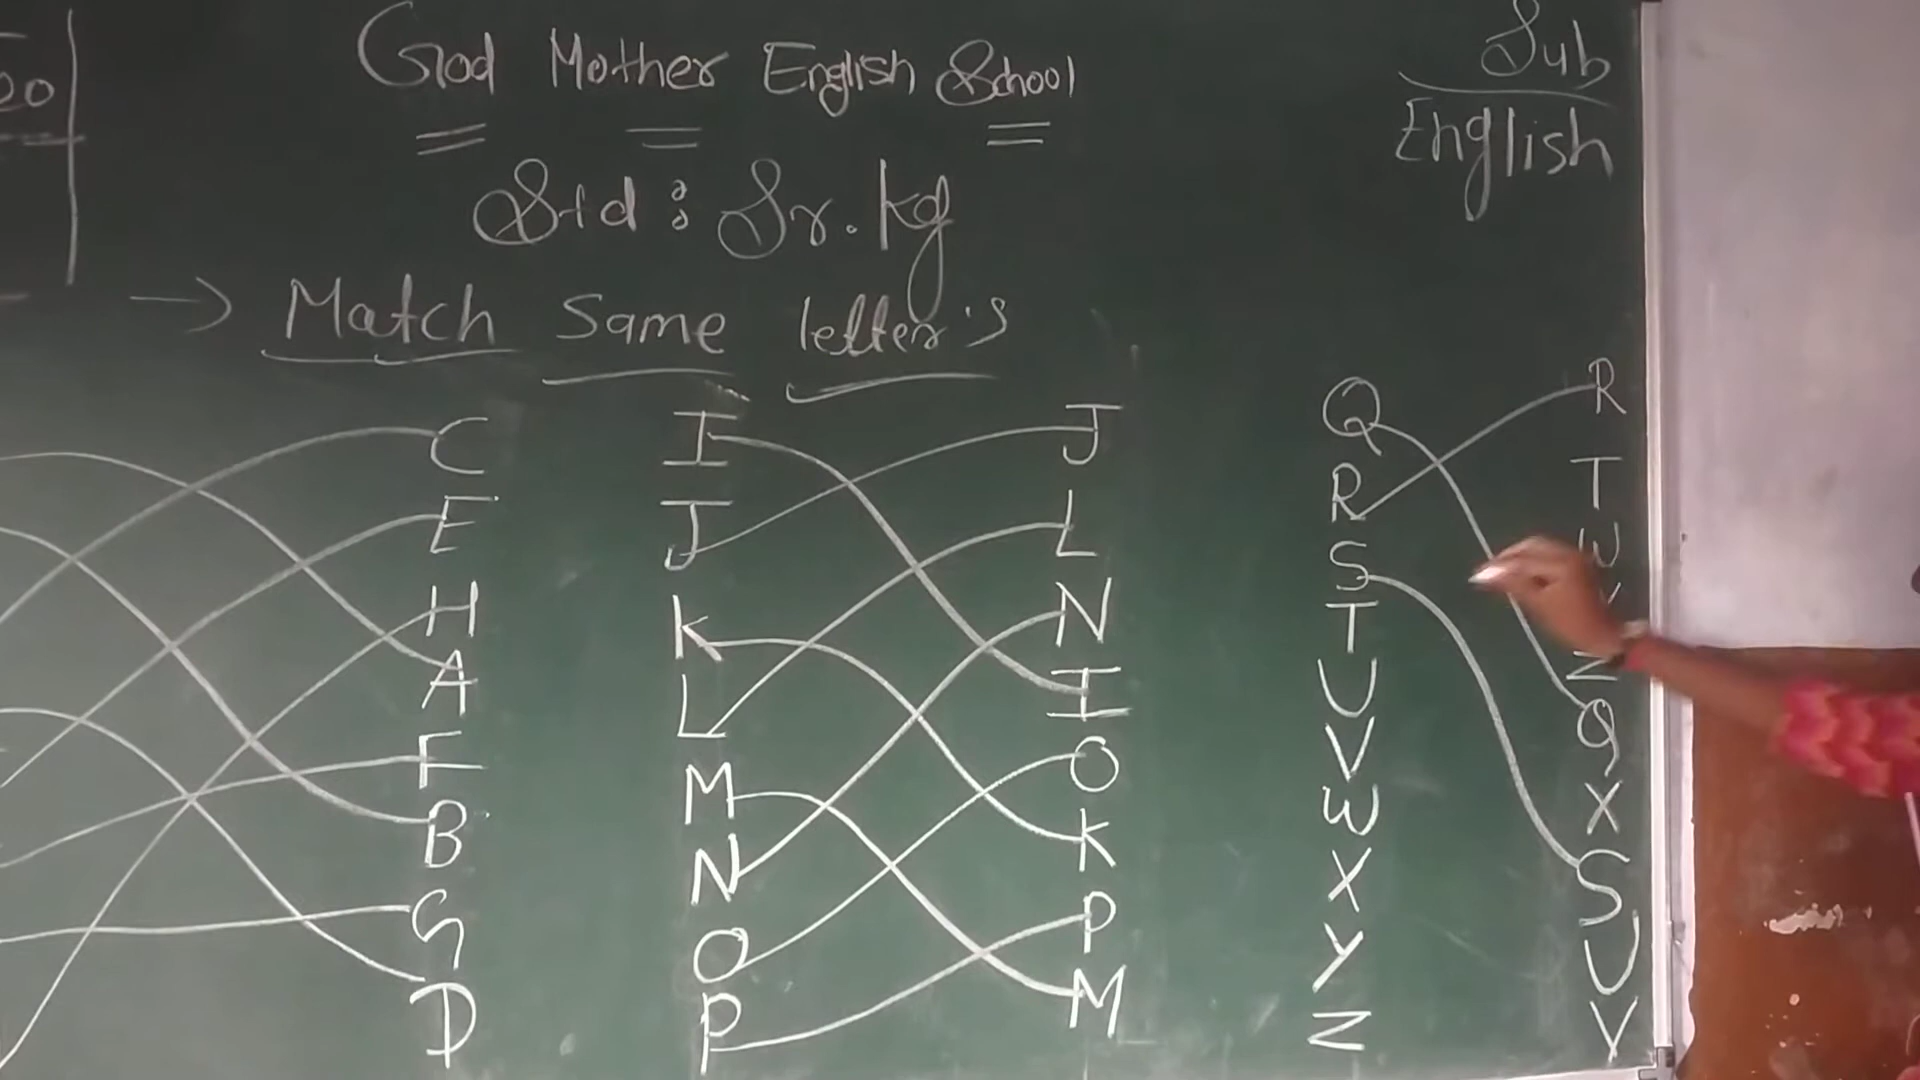 God Mother English School
Sub
English
Std : Sr. kg
→ Match Same letter's
C I J Q R
E J L R T
H K N S W
A L I T
F M O U Z
B N K V Q
G O P W X
D P M X S
Y U
Z Y